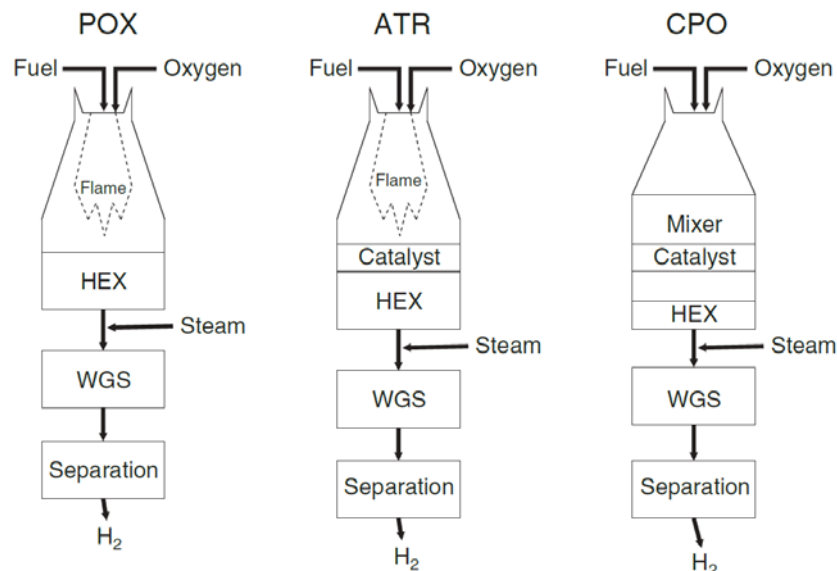 POX
Fuel
Oxygen
Flame
HEX
Steam
WGS
Separation
H2
ATR
Fuel
Oxygen
Flame
Catalyst
HEX
Steam
WGS
Separation
H2
CPO
Fuel
Oxygen
Mixer
Catalyst
HEX
Steam
WGS
Separation
H2